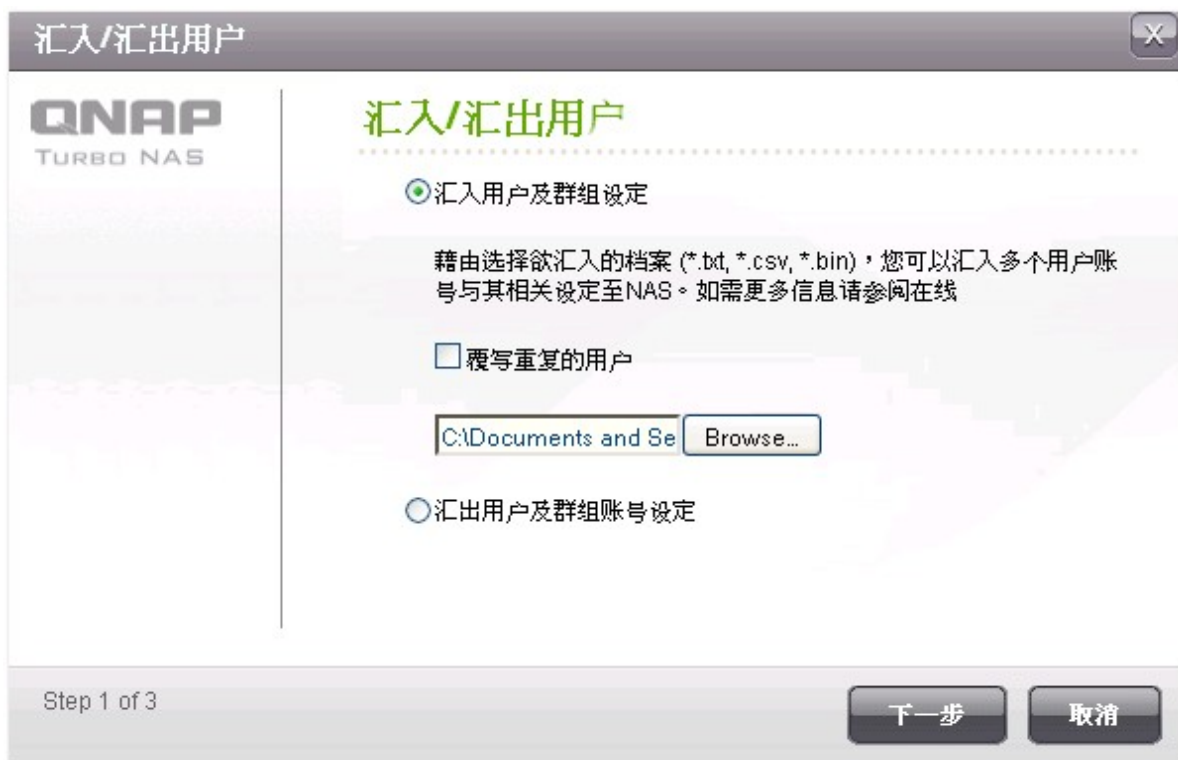 汇入/汇出用户
X
QNAP
TURBO NAS
汇入/汇出用户
汇入用户及群组设定
藉由选择欲汇入的档案 (*.txt, *.csv, *.bin)，您可以汇入多个用户账
号与其相关设定至NAS。如需更多信息请参阅在线
覆写重复的用户
C:\Documents and Se Browse...
汇出用户及群组账号设定
Step 1 of 3
下一步 取消